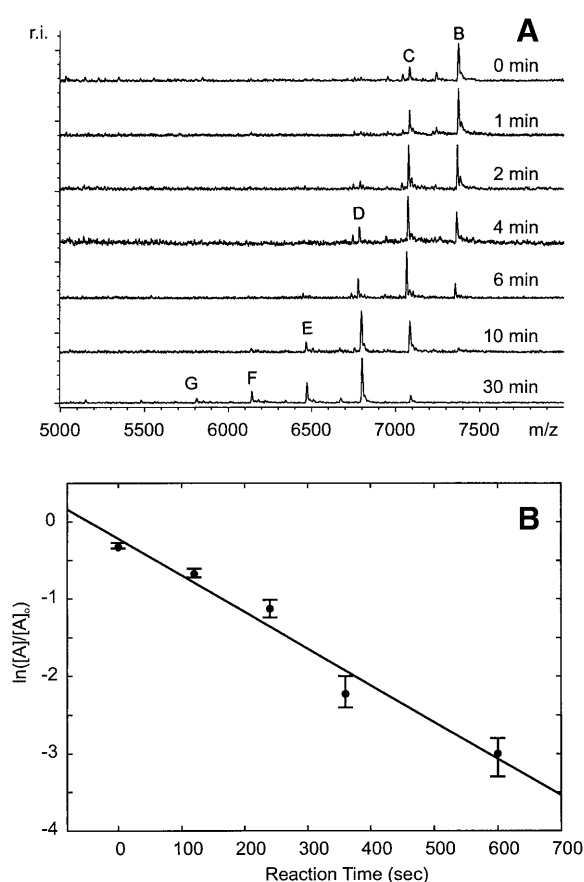 r.i.
A
B
C
0 min
1 min
2 min
D
4 min
6 min
E
10 min
G
F
30 min
5000 5500 6000 6500 7000 7500 m/z
B
0
-1
-2
-3
-4
ln([A]/[A]₀)
0 100 200 300 400 500 600 700
Reaction Time (sec)